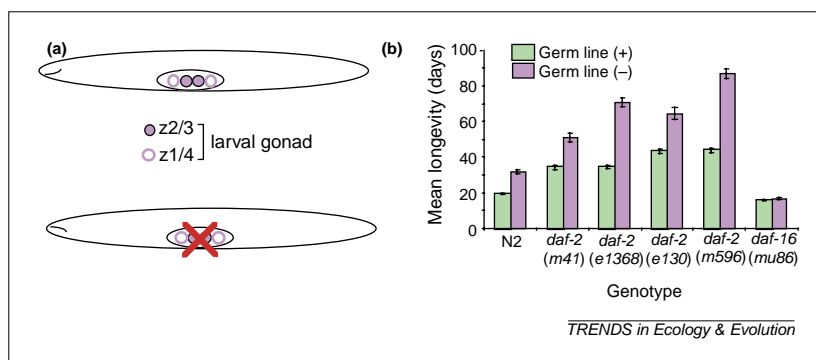 (a)
z2/3
z1/4
larval gonad
(b)
Mean longevity (days)
100
80
60
40
20
0
Germ line (+)
Germ line (–)
N2
daf-2
(m41)
daf-2
(e1368)
daf-2
(e130)
daf-2
(m596)
daf-16
(mu86)
Genotype
TRENDS in Ecology & Evolution